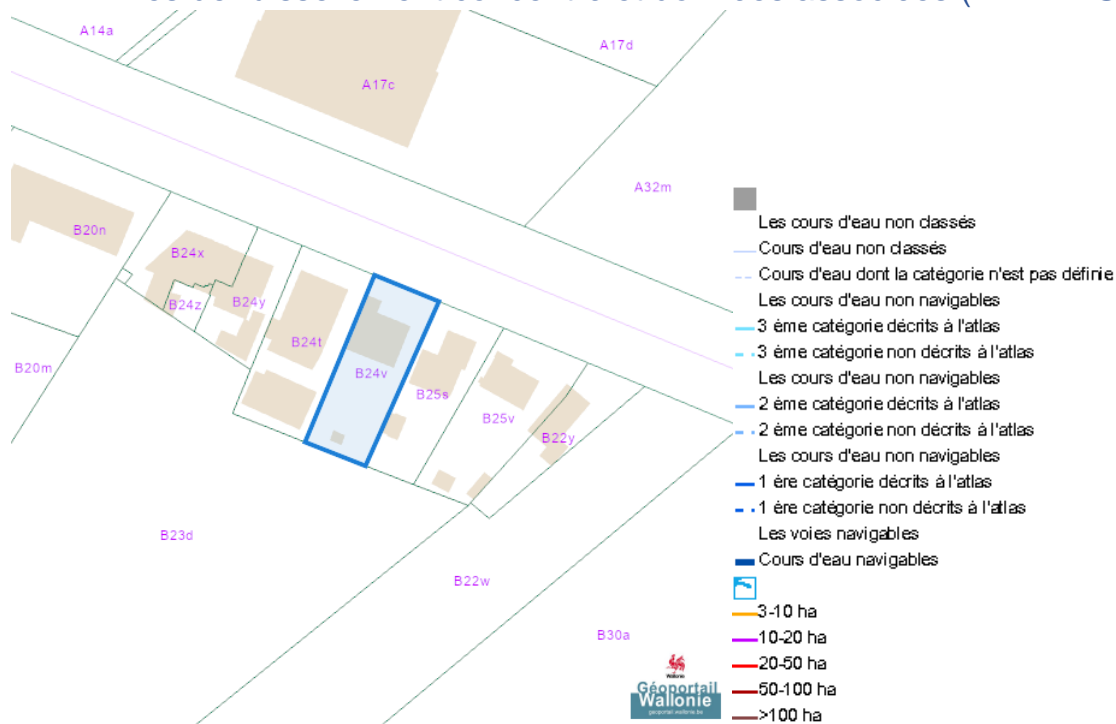 A14a
A17d
A17c
A32m
B20n
B24x
B24z
B24y
B24t
B24v
B20m
B25s
B25v
B22y
B23d
B22w
B30a
Les cours d'eau non classés
Cours d'eau non classés
Cours d'eau dont la catégorie n'est pas définie
Les cours d'eau non navigables
3 ème catégorie décrits à l'atlas
3 ème catégorie non décrits à l'atlas
Les cours d'eau non navigables
2 ème catégorie décrits à l'atlas
2 ème catégorie non décrits à l'atlas
Les cours d'eau non navigables
1 ère catégorie décrits à l'atlas
1 ère catégorie non décrits à l'atlas
Les voies navigables
Cours d'eau navigables
3-10 ha
10-20 ha
20-50 ha
50-100 ha
>100 ha
Wallonie
Géoportail
Wallonie
geoportail.wallonie.be